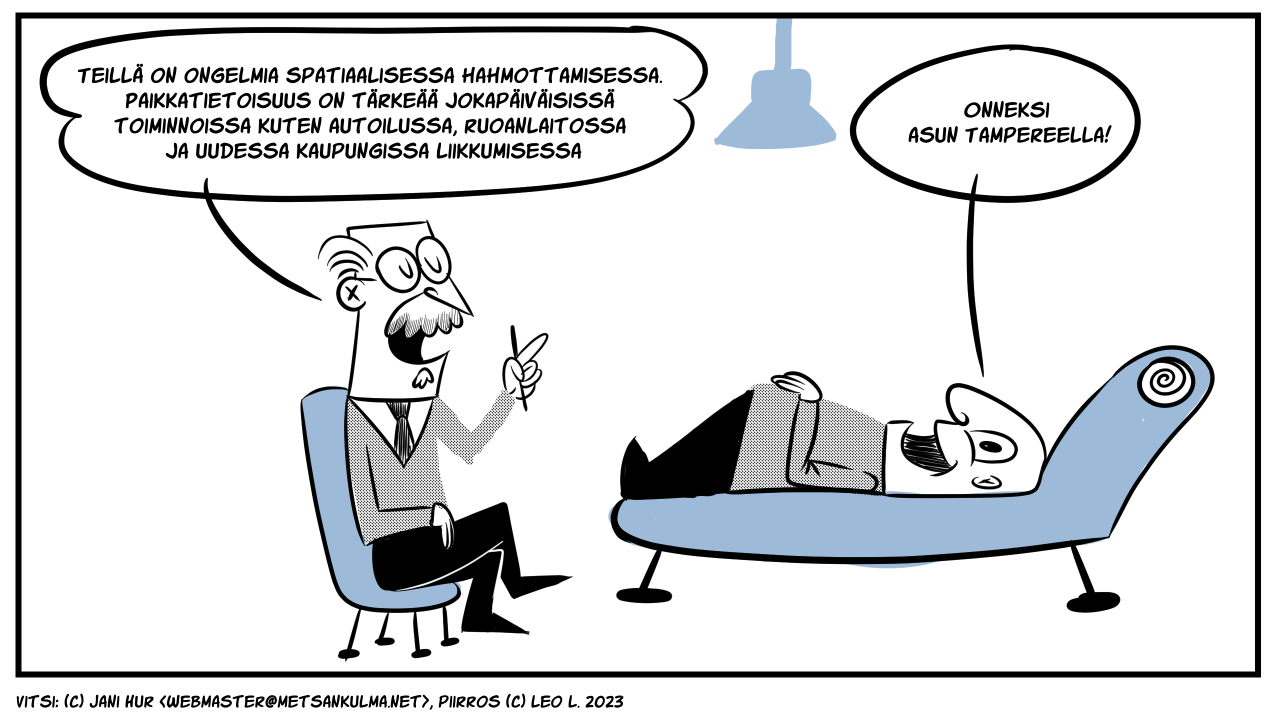 TEILLÄ ON ONGELMIA SPATIAALISESSA HAHMOTTAMISESSA.
PAIKKATIETOISUUS ON TÄRKEÄÄ JOKAPÄIVÄISISSÄ
TOIMINNOISSA KUTEN AUTOILUSSA, RUOANLAITOSSA
JA UUDESSA KAUPUNGISSA LIIKKUMISESSA
ONNEKSI
ASUN TAMPEREELLA!
VITSI: (C) JANI HUR <WEBMASTER@METSANKULMA.NET>, PIIRROS (C) LEO L. 2023